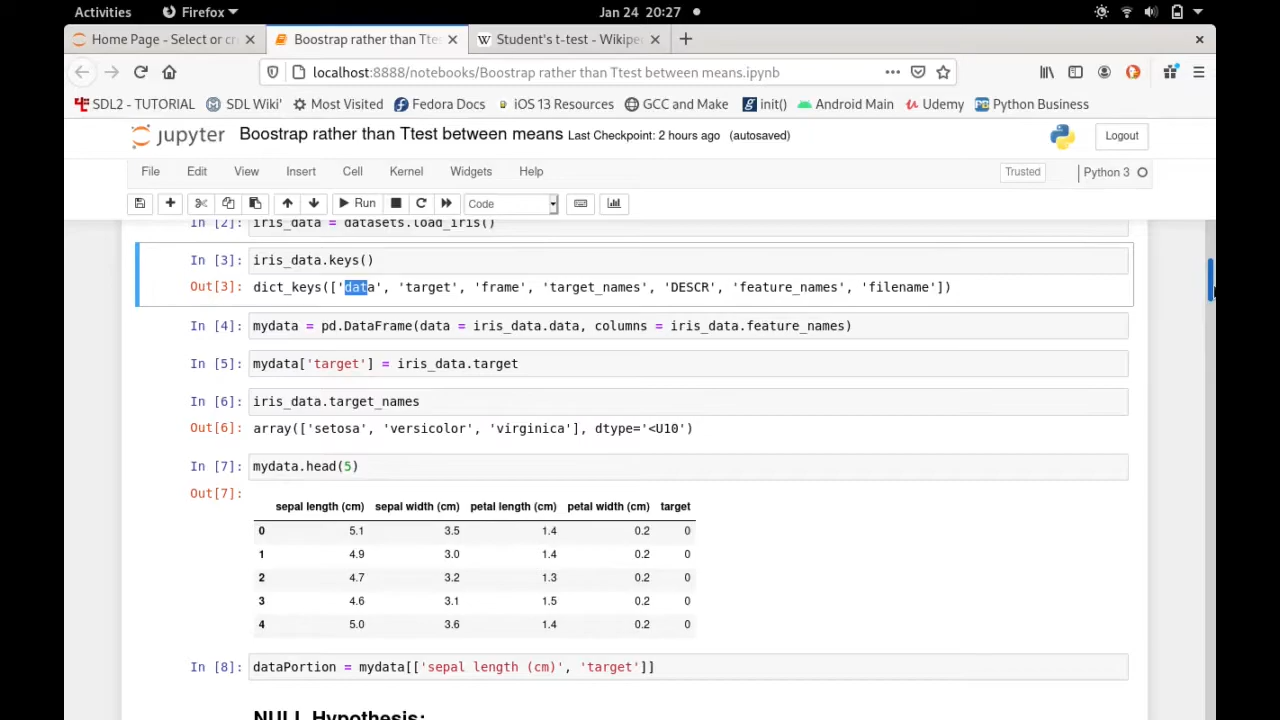 Activities Firefox Jan 24 20:27
Home Page - Select or cr Boostrap rather than Ttes Student's t-test - Wikipe
localhost:8888/notebooks/Boostrap rather than Ttest between means.ipynb
SDL2 - TUTORIAL SDL Wiki' Most Visited Fedora Docs iOS 13 Resources GCC and Make init() Android Main Udemy Python Business
jupyter Boostrap rather than Ttest between means Last Checkpoint: 2 hours ago (autosaved) Logout
File Edit View Insert Cell Kernel Widgets Help Trusted Python 3
Run Code
In [2]: iris_data = datasets.load_iris()
In [3]: iris_data.keys()
Out[3]: dict_keys(['data', 'target', 'frame', 'target_names', 'DESCR', 'feature_names', 'filename'])
In [4]: mydata = pd.DataFrame(data = iris_data.data, columns = iris_data.feature_names)
In [5]: mydata['target'] = iris_data.target
In [6]: iris_data.target_names
Out[6]: array(['setosa', 'versicolor', 'virginica'], dtype='<U10')
In [7]: mydata.head(5)
Out[7]:
sepal length (cm) sepal width (cm) petal length (cm) petal width (cm) target
0 5.1 3.5 1.4 0.2 0
1 4.9 3.0 1.4 0.2 0
2 4.7 3.2 1.3 0.2 0
3 4.6 3.1 1.5 0.2 0
4 5.0 3.6 1.4 0.2 0
In [8]: dataPortion = mydata[['sepal length (cm)', 'target']]
NULL Hypothesis: